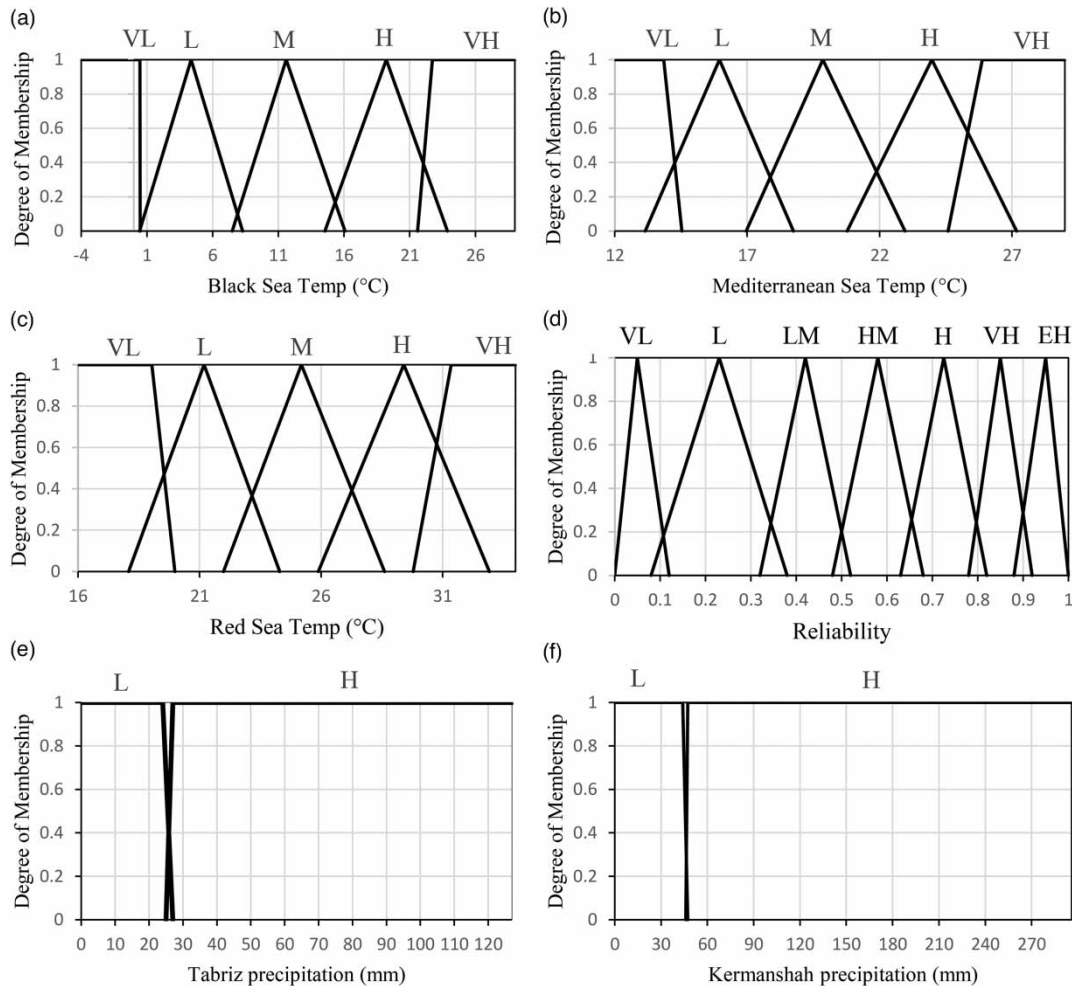 (a)
VL L M H VH
Degree of Membership
1
0.8
0.6
0.4
0.2
0
-4 1 6 11 16 21 26
Black Sea Temp (°C)
(b)
VL L M H VH
Degree of Membership
1
0.8
0.6
0.4
0.2
0
12 17 22 27
Mediterranean Sea Temp (°C)
(c)
VL L M H VH
Degree of Membership
1
0.8
0.6
0.4
0.2
0
16 21 26 31
Red Sea Temp (°C)
(d)
VL L LM HM H VH EH
Degree of Membership
1
0.8
0.6
0.4
0.2
0
0 0.1 0.2 0.3 0.4 0.5 0.6 0.7 0.8 0.9 1
Reliability
(e)
L H
Degree of Membership
1
0.8
0.6
0.4
0.2
0
0 10 20 30 40 50 60 70 80 90 100 110 120
Tabriz precipitation (mm)
(f)
L H
Degree of Membership
1
0.8
0.6
0.4
0.2
0
0 30 60 90 120 150 180 210 240 270
Kermanshah precipitation (mm)